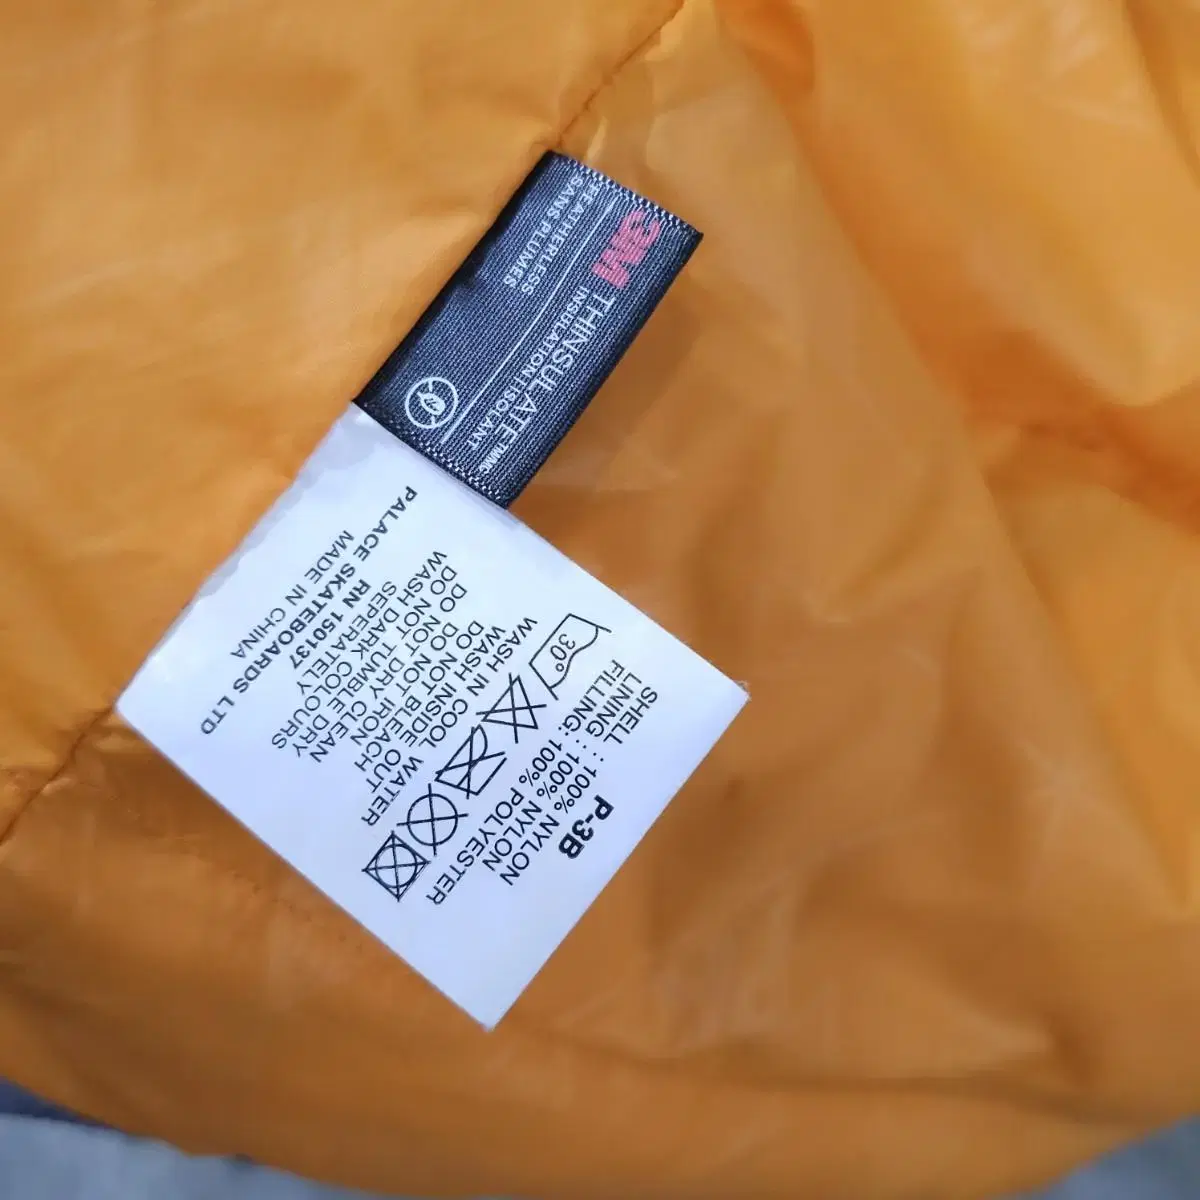 3M THINSULATE™/MC
INSULATION | ISOLANT
FEATHERLESS
SANS PLUMES
P-3B
SHELL : 100% NYLON
LINING : 100% NYLON
FILLING: 100% POLYESTER
30°
WASH IN COOL WATER
WASH INSIDE OUT
DO NOT BLEACH
DO NOT IRON
DO NOT DRY CLEAN
DO NOT TUMBLE DRY
WASH DARK COLOURS
SEPERATELY
RN 150137
PALACE SKATEBOARDS LTD
MADE IN CHINA